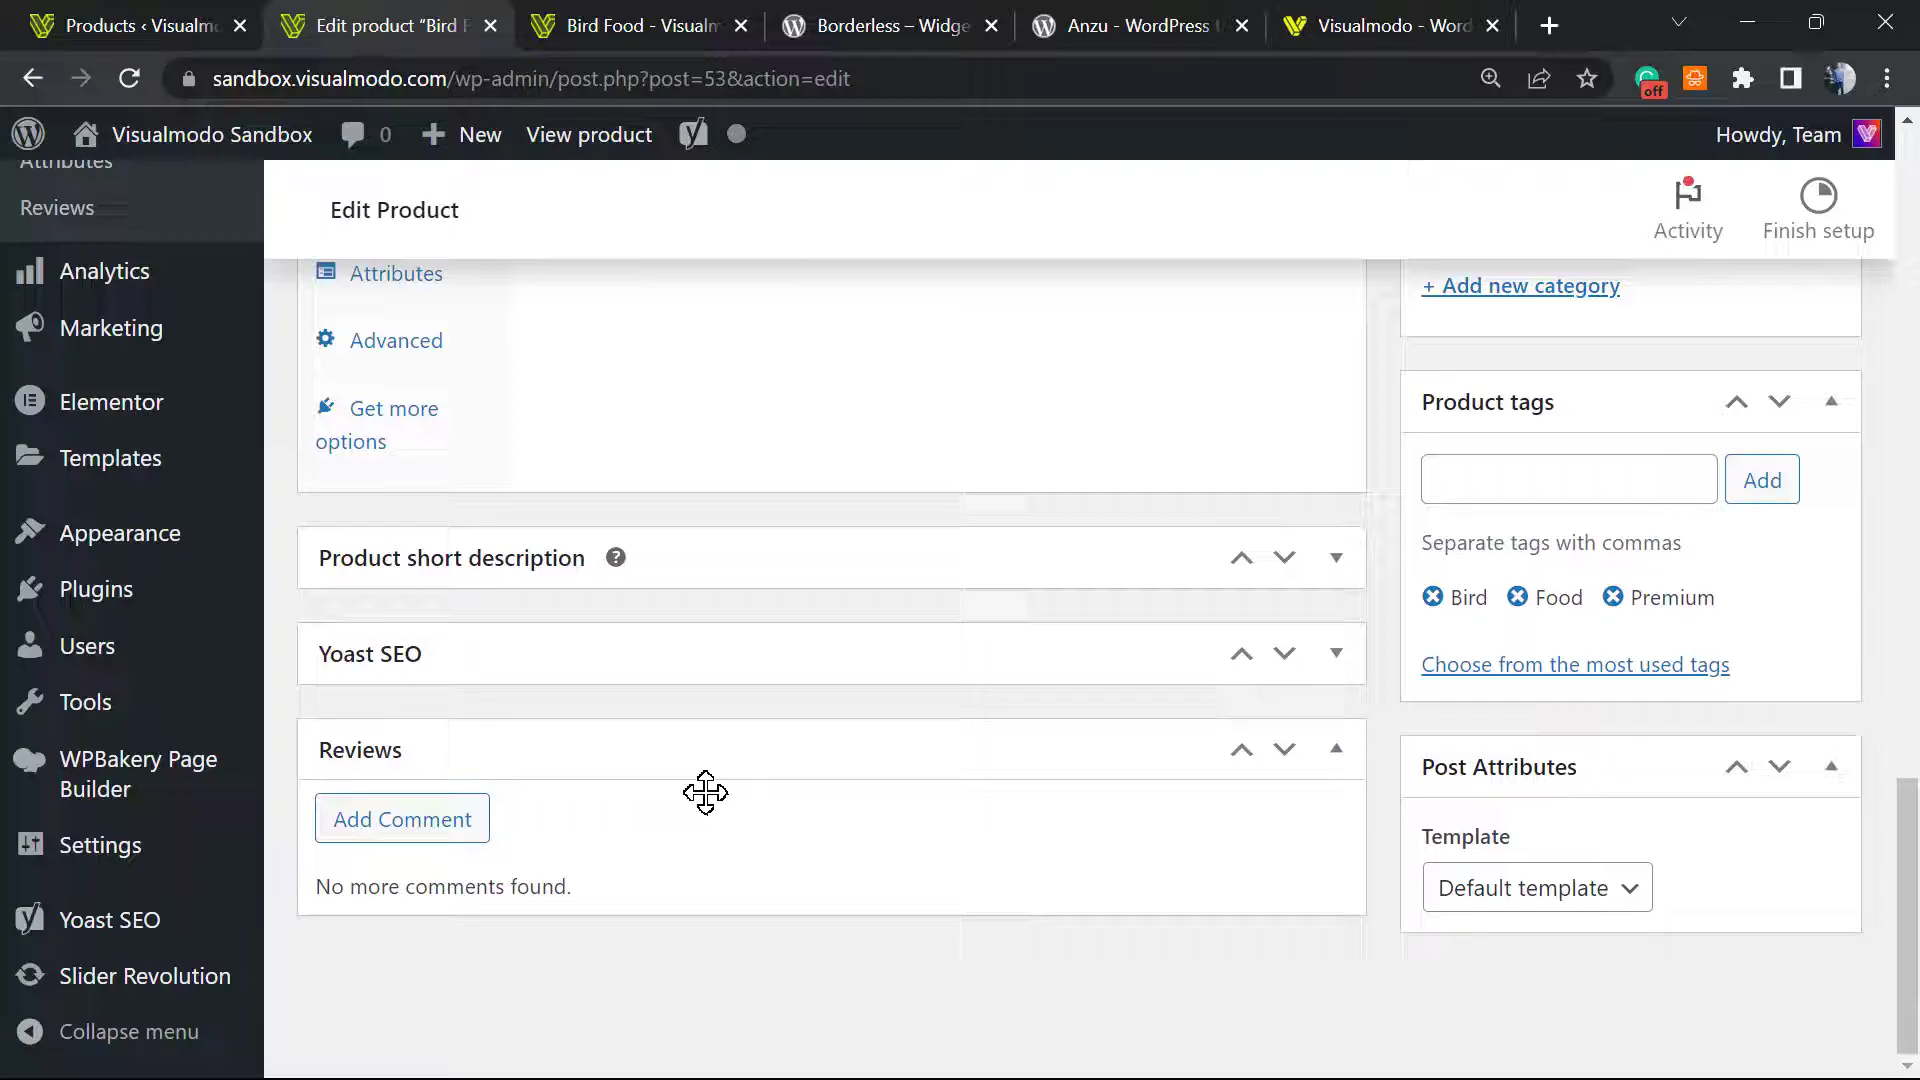 Products ‹ Visualmo
Edit product “Bird F
Bird Food - Visualm
Borderless – Widge
Anzu - WordPress
Visualmodo - Word
sandbox.visualmodo.com/wp-admin/post.php?post=53&action=edit
off
Visualmodo Sandbox
0
New
View product
Howdy, Team
Attributes
Reviews
Analytics
Marketing
Elementor
Templates
Appearance
Plugins
Users
Tools
WPBakery Page
Builder
Settings
Yoast SEO
Slider Revolution
Collapse menu
Edit Product
Activity
Finish setup
Attributes
Advanced
Get more
options
Product short description
Yoast SEO
Reviews
Add Comment
No more comments found.
+ Add new category
Product tags
Add
Separate tags with commas
Bird
Food
Premium
Choose from the most used tags
Post Attributes
Template
Default template